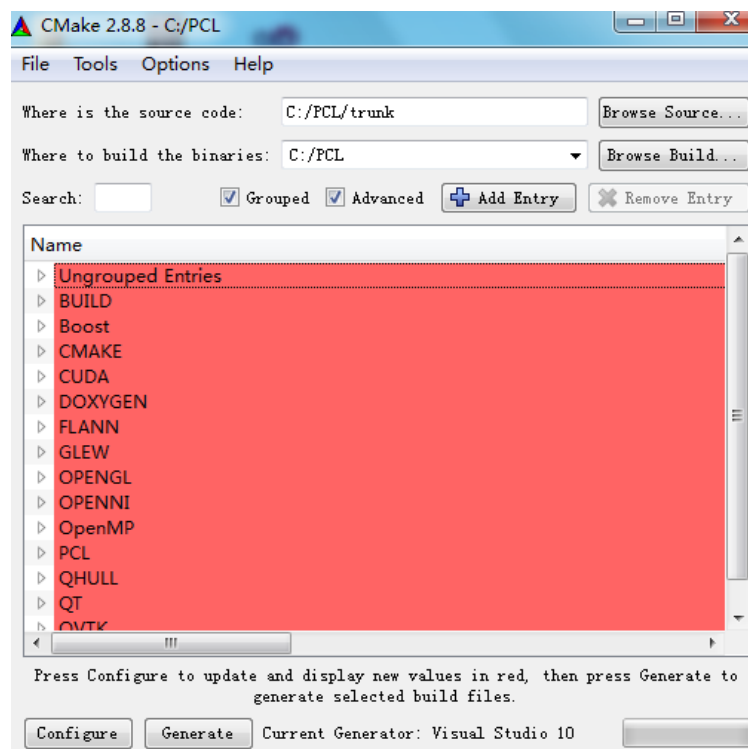 CMake 2.8.8 - C:/PCL
File Tools Options Help
Where is the source code: C:/PCL/trunk Browse Source...
Where to build the binaries: C:/PCL Browse Build...
Search: Grouped Advanced Add Entry Remove Entry
Name
Ungrouped Entries
BUILD
Boost
CMAKE
CUDA
DOXYGEN
FLANN
GLEW
OPENGL
OPENNI
OpenMP
PCL
QHULL
QT
QVTK
Press Configure to update and display new values in red, then press Generate to
generate selected build files.
Configure Generate Current Generator: Visual Studio 10